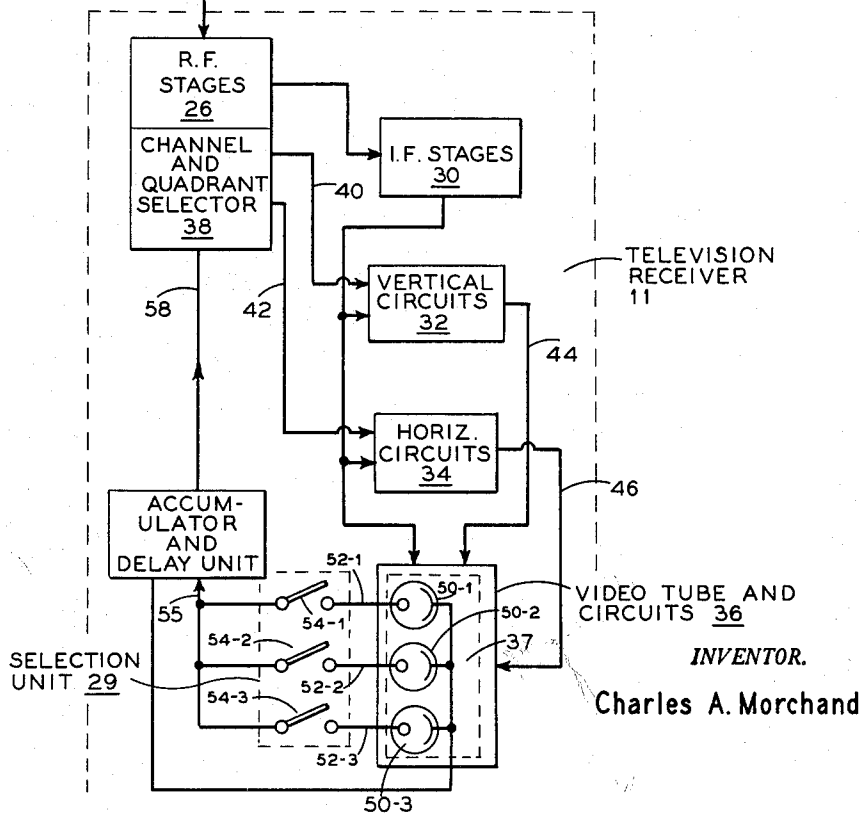 R.F.
STAGES
26
CHANNEL
AND
QUADRANT
SELECTOR
38
I.F. STAGES
30
40
42
58
VERTICAL
CIRCUITS
32
TELEVISION
RECEIVER
11
44
HORIZ.
CIRCUITS
34
46
ACCUM-
ULATOR
AND
DELAY UNIT
55
52-1
50-1
54-1
VIDEO TUBE AND
CIRCUITS 36
50-2
54-2
37
SELECTION
UNIT 29
52-2
54-3
52-3
50-3
INVENTOR.
Charles A. Morchand